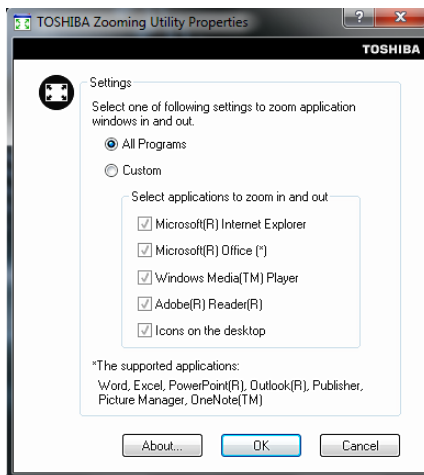 TOSHIBA Zooming Utility Properties
TOSHIBA
Settings
Select one of following settings to zoom application
windows in and out.
All Programs
Custom
Select applications to zoom in and out
Microsoft(R) Internet Explorer
Microsoft(R) Office (*)
Windows Media(TM) Player
Adobe(R) Reader(R)
Icons on the desktop
*The supported applications:
Word, Excel, PowerPoint(R), Outlook(R), Publisher,
Picture Manager, OneNote(TM)
About... OK Cancel